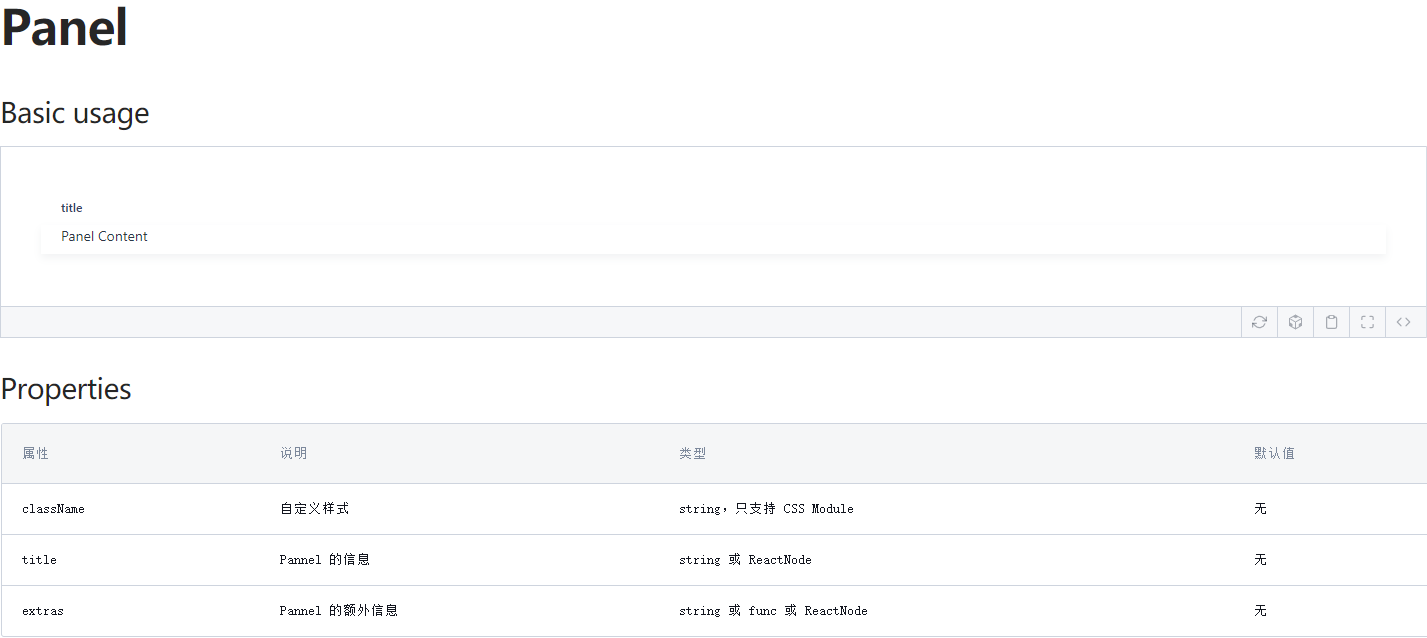 Panel
Basic usage
title
Panel Content
Properties
属性 说明 类型 默认值
className 自定义样式 string，只支持 CSS Module 无
title Pannel 的信息 string 或 ReactNode 无
extras Pannel 的额外信息 string 或 func 或 ReactNode 无